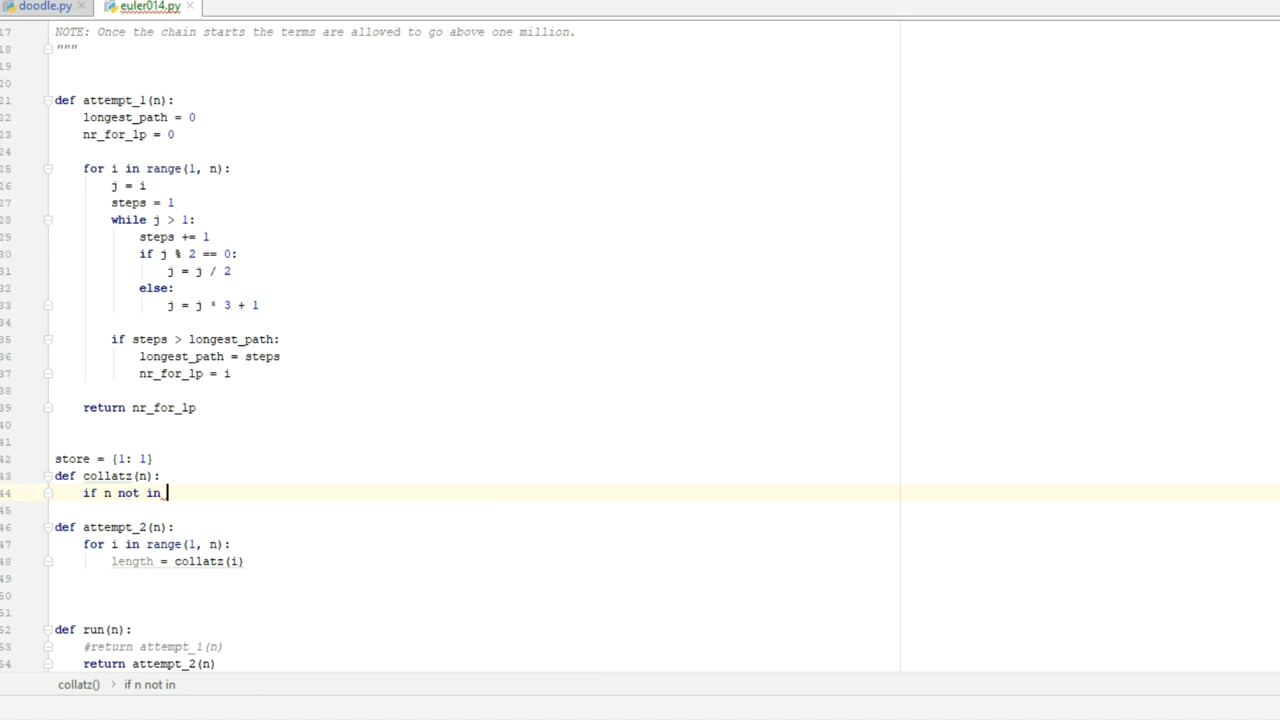 doodle.py euler014.py
17 NOTE: Once the chain starts the terms are allowed to go above one million.
18 """
19
20
21 def attempt_1(n):
22 longest_path = 0
23 nr_for_lp = 0
24
25 for i in range(1, n):
26 j = i
27 steps = 1
28 while j > 1:
29 steps += 1
30 if j % 2 == 0:
31 j = j / 2
32 else:
33 j = j * 3 + 1
34
35 if steps > longest_path:
36 longest_path = steps
37 nr_for_lp = i
38
39 return nr_for_lp
40
41
42 store = {1: 1}
43 def collatz(n):
44 if n not in
45
46 def attempt_2(n):
47 for i in range(1, n):
48 length = collatz(i)
49
50
51
52 def run(n):
53 #return attempt_1(n)
54 return attempt_2(n)
collatz() > if n not in